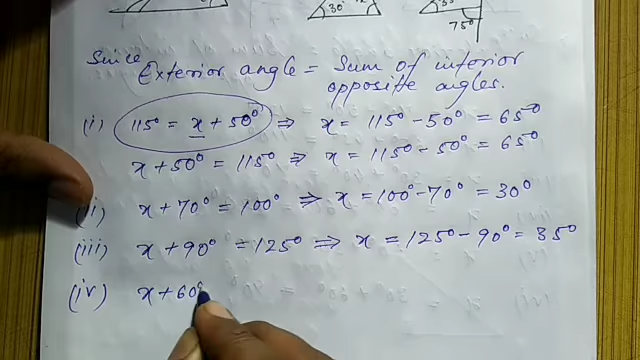 30°
75°
Since
Exterior angle = Sum of interior
opposite angles.
(i) 115° = x + 50° ⇒ x = 115° - 50° = 65°
x + 50° = 115° ⇒ x = 115° - 50° = 65°
(ii) x + 70° = 100° ⇒ x = 100° - 70° = 30°
(iii) x + 90° = 125° ⇒ x = 125° - 90° = 35°
(iv) x + 60°